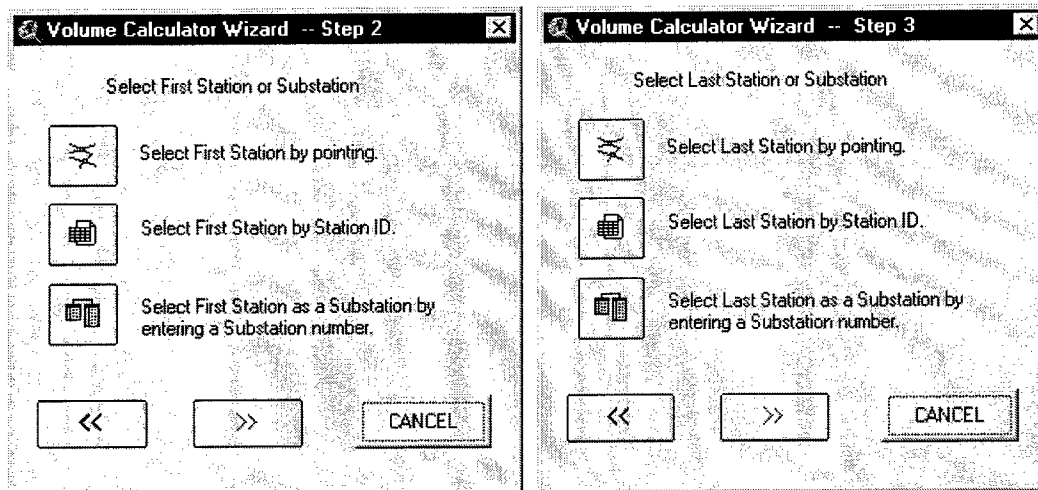 Volume Calculator Wizard -- Step 2
Select First Station or Substation
Select First Station by pointing.
Select First Station by Station ID.
Select First Station as a Substation by
entering a Substation number.
<<
>>
CANCEL
Volume Calculator Wizard -- Step 3
Select Last Station or Substation
Select Last Station by pointing.
Select Last Station by Station ID.
Select Last Station as a Substation by
entering a Substation number.
<<
>>
CANCEL